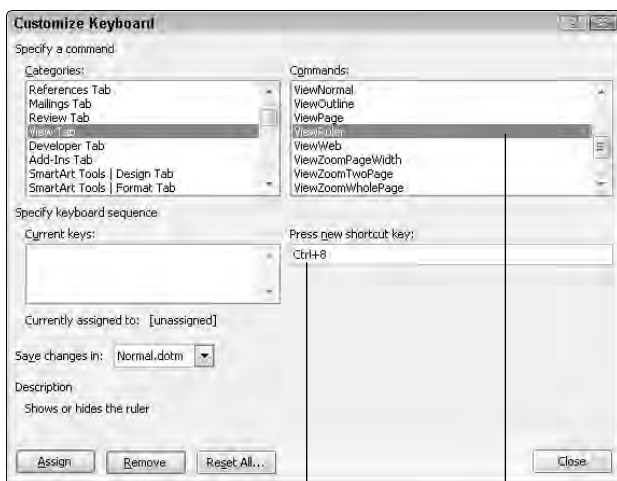 Customize Keyboard
Specify a command
Categories:
References Tab
Mailings Tab
Review Tab
View Tab
Developer Tab
Add-Ins Tab
SmartArt Tools | Design Tab
SmartArt Tools | Format Tab
Commands:
ViewNormal
ViewOutline
ViewPage
ViewRuler
ViewWeb
ViewZoomPageWidth
ViewZoomTwoPage
ViewZoomWholePage
Specify keyboard sequence
Current keys:
Press new shortcut key:
Ctrl+8
Currently assigned to: [unassigned]
Save changes in: Normal.dotm
Description
Shows or hides the ruler
Assign Remove Reset All... Close